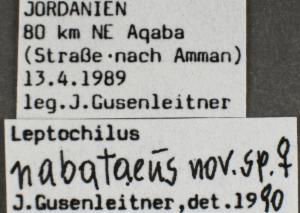 JORDANIEN
80 km NE Aqaba
(Straße·nach Amman)
13.4.1989
leg.J.Gusenleitner
Leptochilus
nabataeūs nov.sp.♀
J.Gusenleitner,det.1990